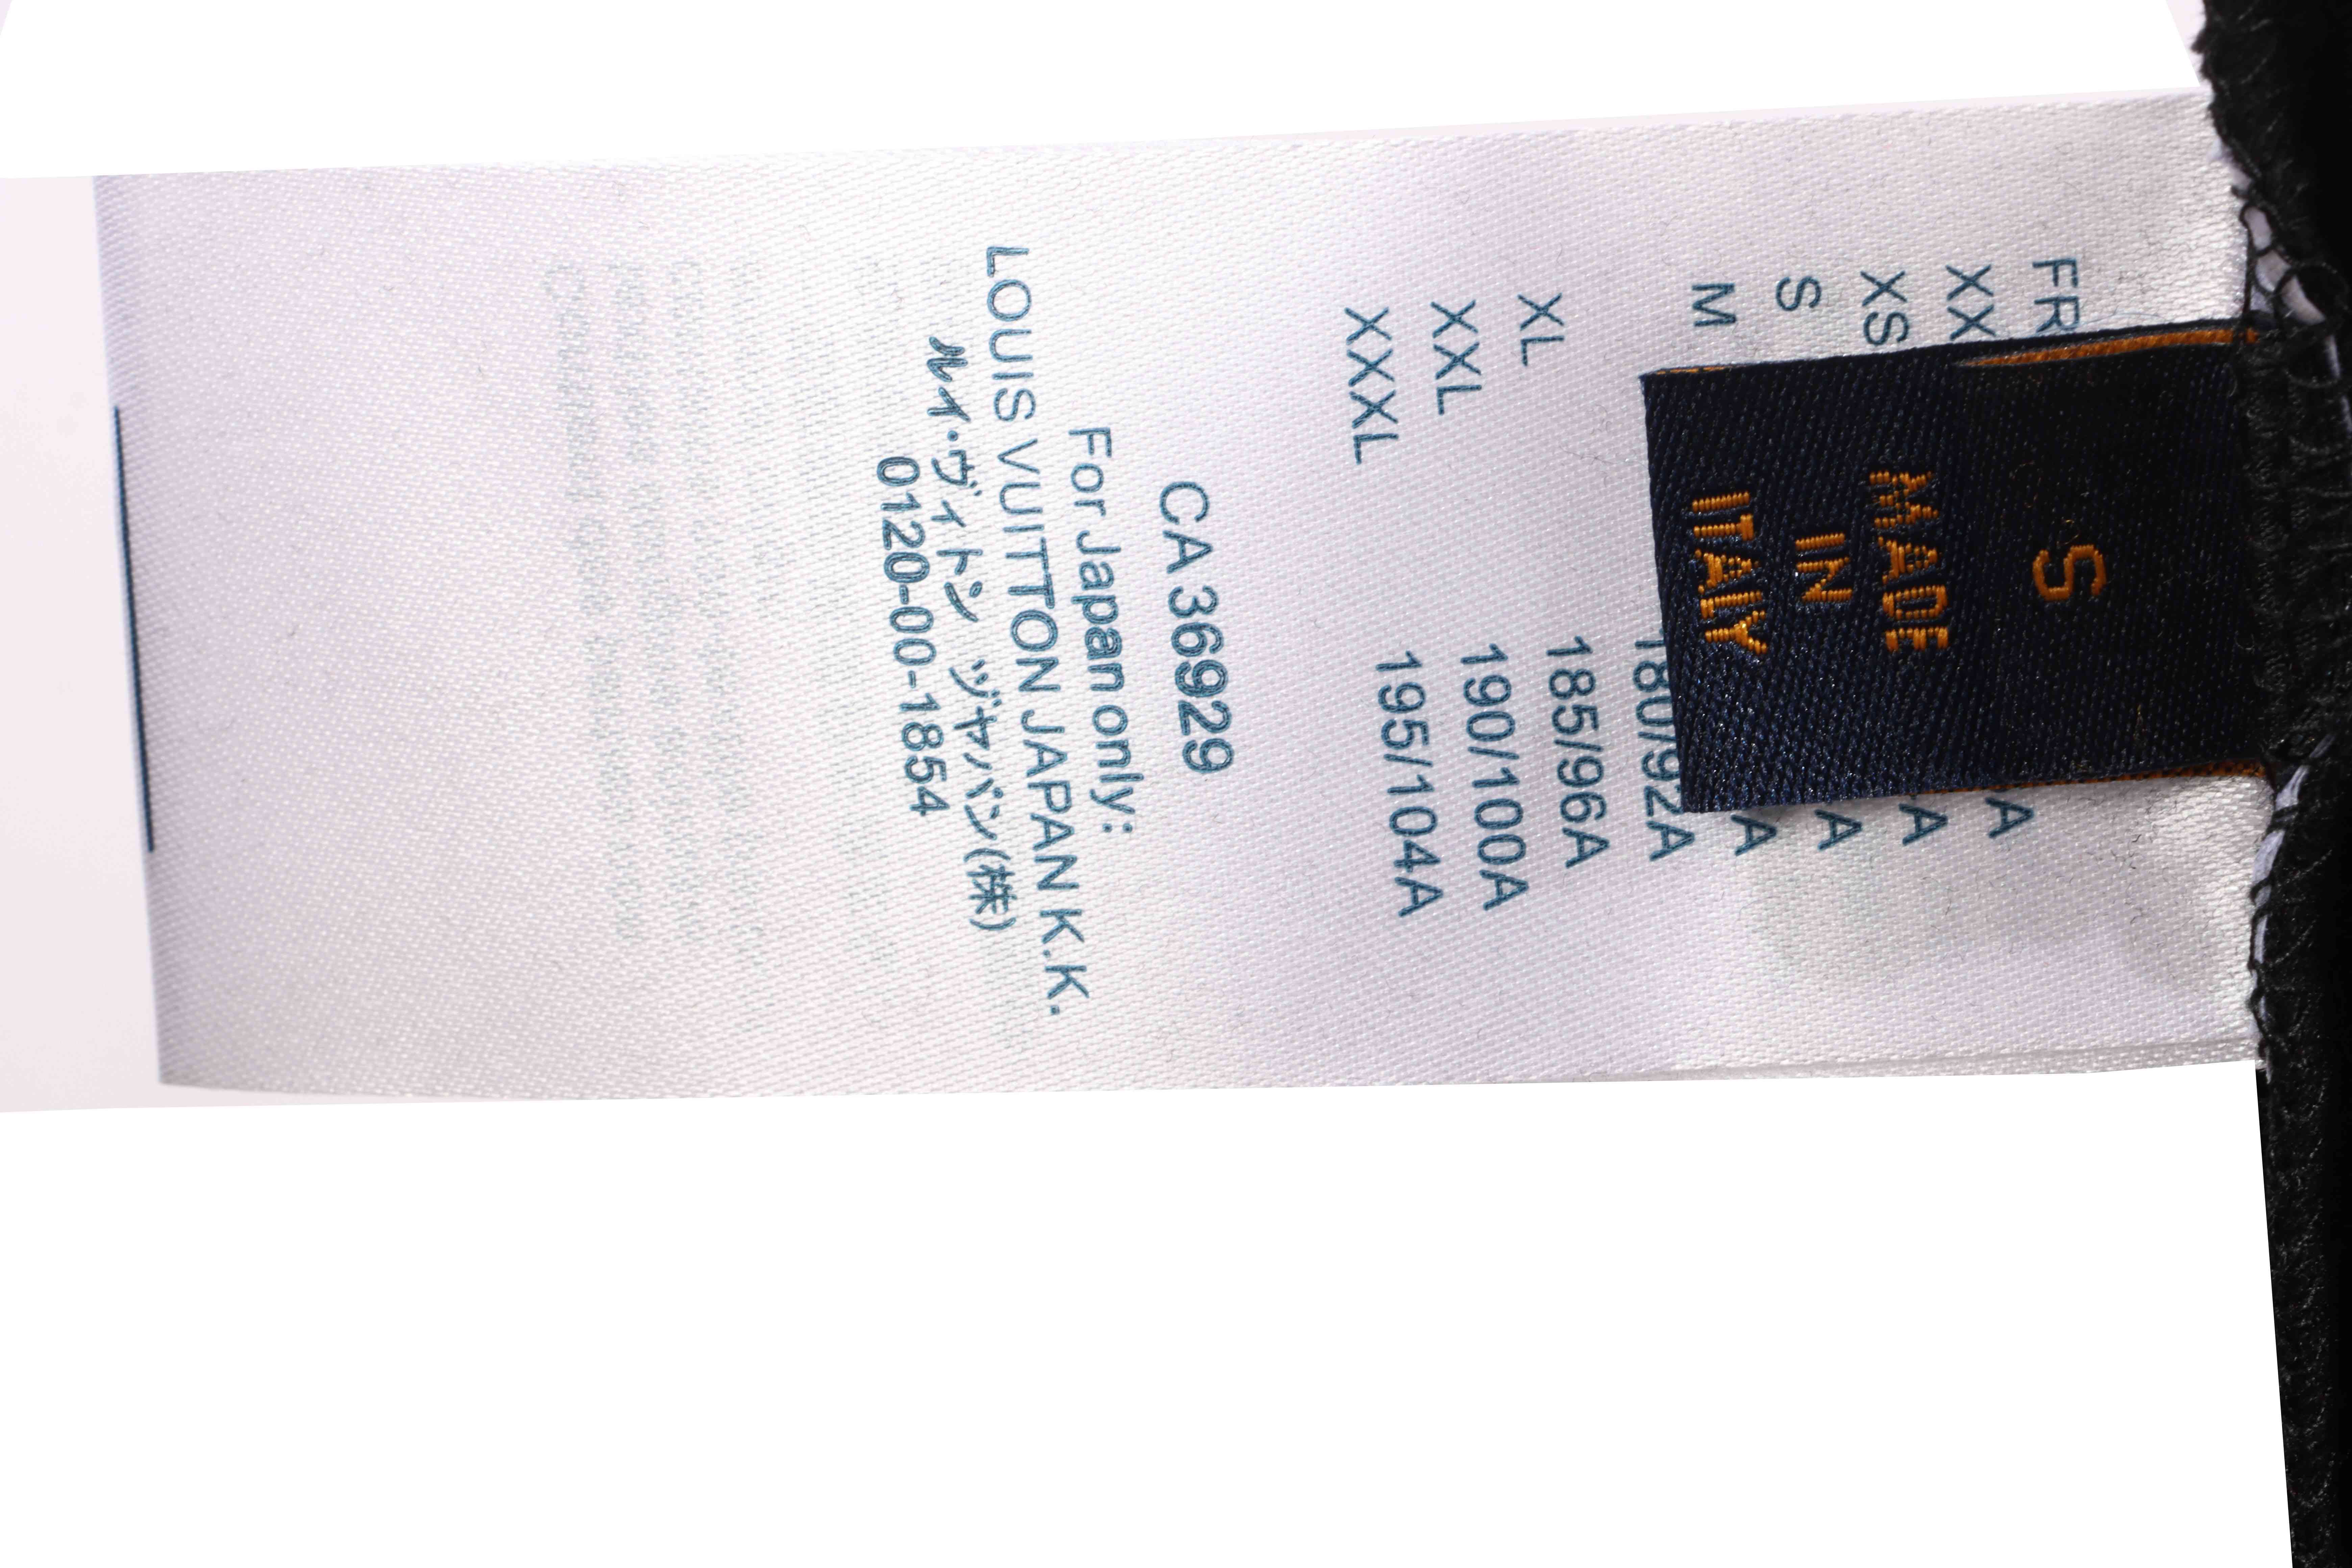 S
MADE
IN
ITALY
FR
XX
XS
S
M
180/92A
XL 185/96A
XXL 190/100A
XXXL 195/104A
CA 36929
For Japan only:
LOUIS VUITTON JAPAN K.K.
ルイ・ヴィトン ジャパン(株)
0120-00-1854